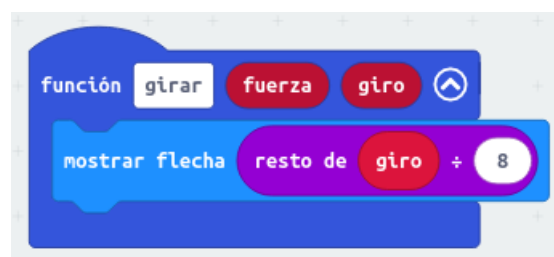 función girar fuerza giro
mostrar flecha resto de giro ÷ 8